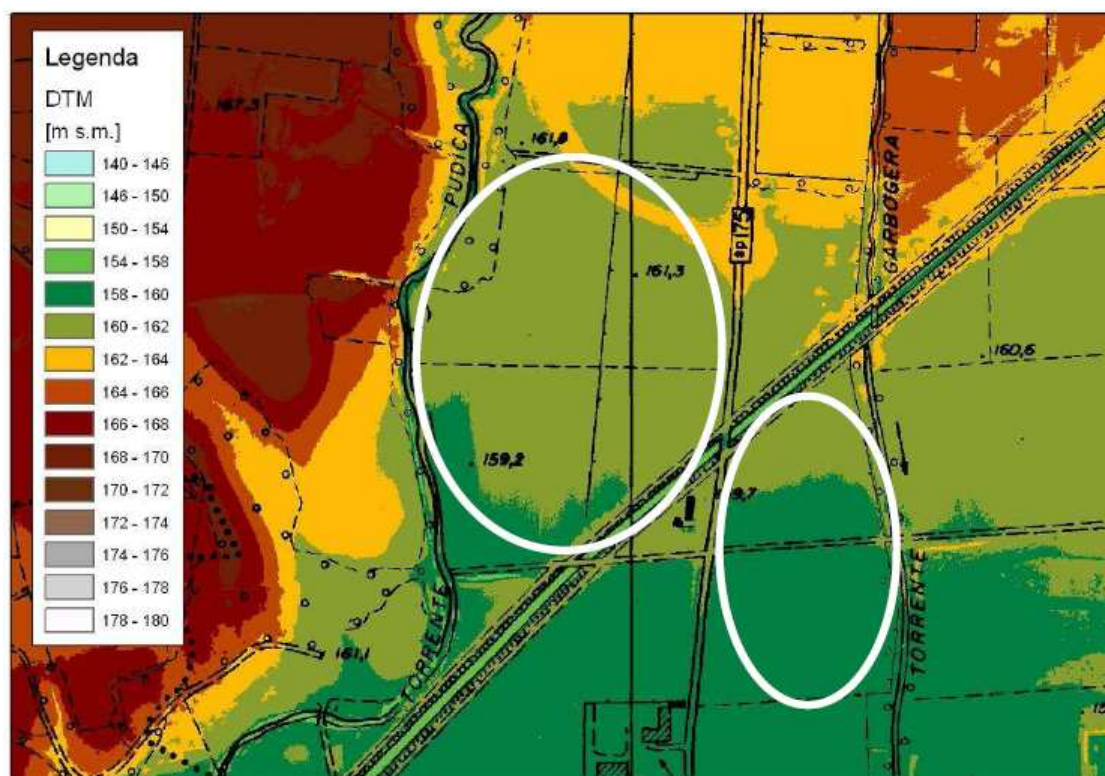 Legenda
DTM
[m s.m.]
140 - 146
146 - 150
150 - 154
154 - 158
158 - 160
160 - 162
162 - 164
164 - 166
166 - 168
168 - 170
170 - 172
172 - 174
174 - 176
176 - 178
178 - 180
167,3
PUDICA
161,8
SP175
GARBOGERA
161,3
160,6
159,2
TORRENTE
161,1
TORRENTE